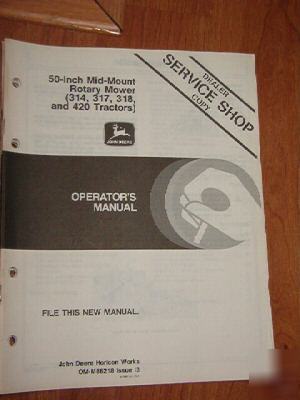 50-Inch Mid-Mount
Rotary Mower
(314, 317, 318,
and 420 Tractors)
DEALER
SERVICE SHOP
COPY
JOHN DEERE
OPERATOR'S
MANUAL
FILE THIS NEW MANUAL.
John Deere Horicon Works
OM-M86218 Issue I3